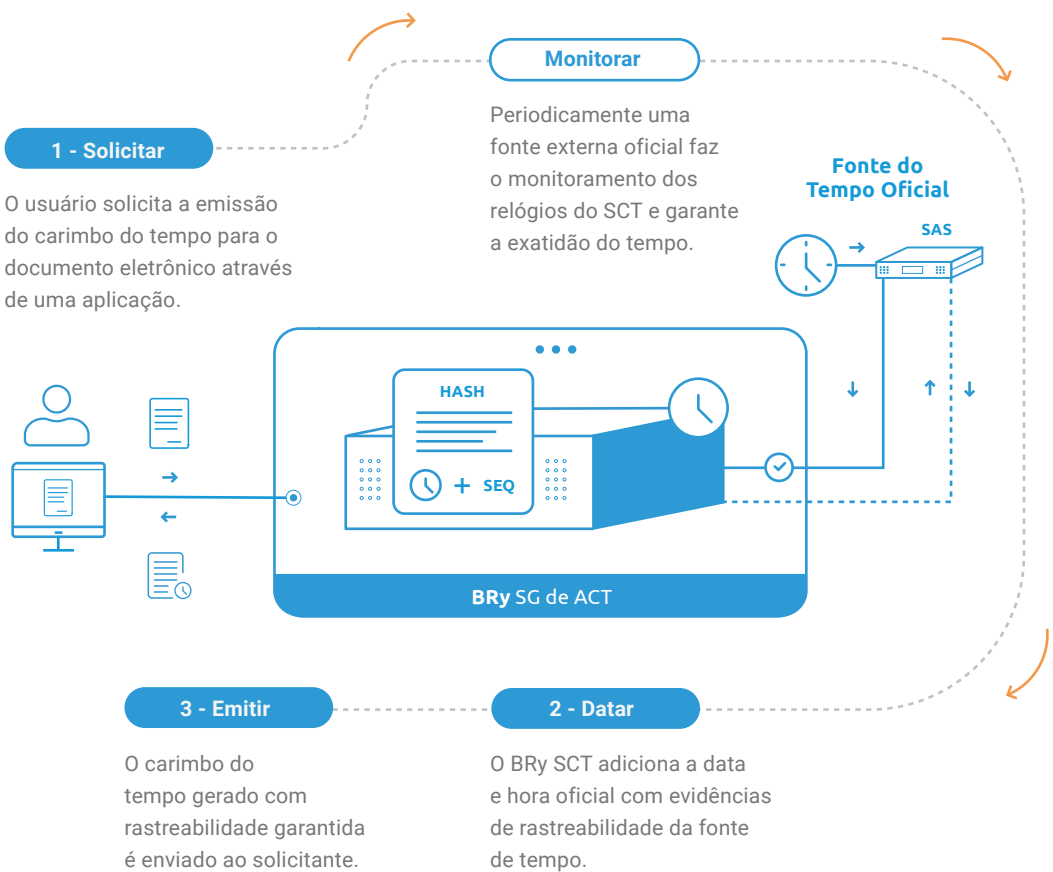 Monitorar
Periodicamente uma
fonte externa oficial faz
o monitoramento dos
relógios do SCT e garante
a exatidão do tempo.
1 - Solicitar
O usuário solicita a emissão
do carimbo do tempo para o
documento eletrônico através
de uma aplicação.
Fonte do
Tempo Oficial
SAS
HASH
+ SEQ
BRy SG de ACT
3 - Emitir
O carimbo do
tempo gerado com
rastreabilidade garantida
é enviado ao solicitante.
2 - Datar
O BRy SCT adiciona a data
e hora oficial com evidências
de rastreabilidade da fonte
de tempo.